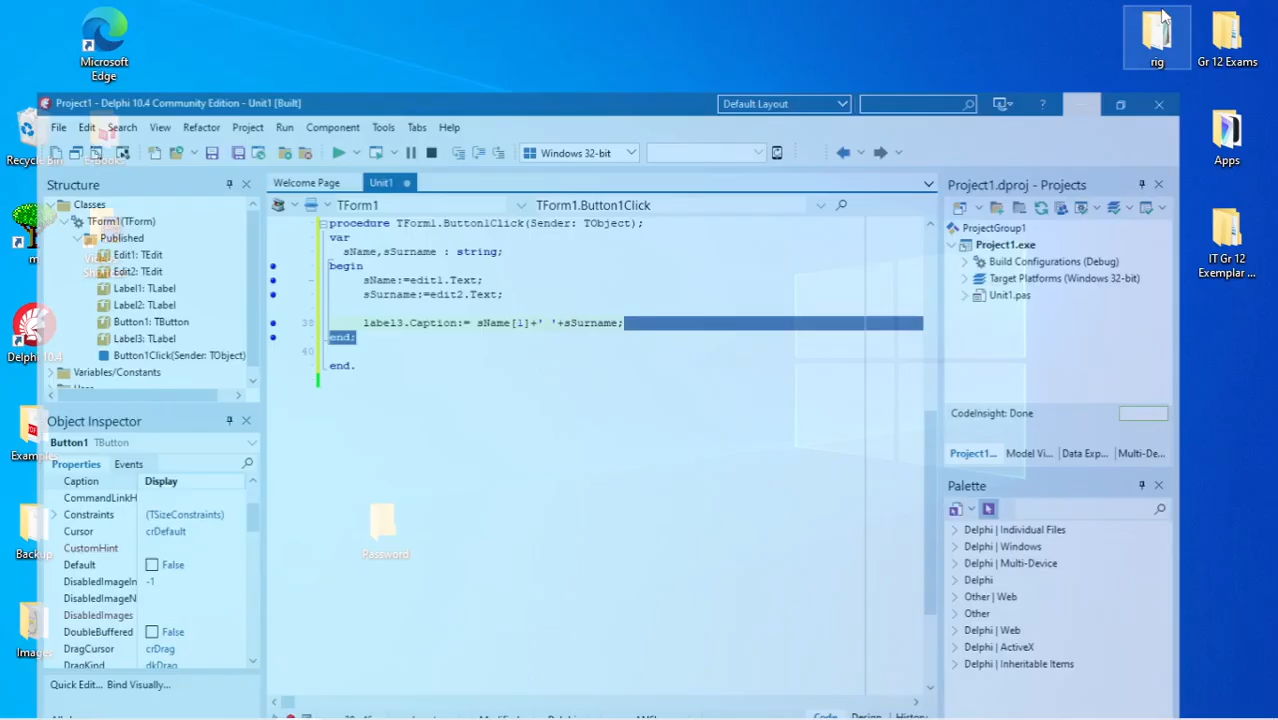 Microsoft Edge
rig
Gr 12 Exams
Project1 - Delphi 10.4 Community Edition - Unit1 [Built]
Default Layout
?
File Edit Search View Refactor Project Run Component Tools Tabs Help
Recycle Bin
Windows 32-bit
Apps
Structure
Welcome Page
Unit1
Project1.dproj - Projects
TForm1
TForm1.Button1Click
Classes
TForm1(TForm)
Published
Edit1: TEdit
Edit2: TEdit
Label1: TLabel
Label2: TLabel
Button1: TButton
Label3: TLabel
Button1Click(Sender: TObject)
Variables/Constants
procedure TForm1.Button1Click(Sender: TObject);
var
sName,sSurname : string;
begin
sName:=edit1.Text;
sSurname:=edit2.Text;
38 label3.Caption:= sName[1]+' '+sSurname;
end;
40
end.
ProjectGroup1
Project1.exe
Build Configurations (Debug)
Target Platforms (Windows 32-bit)
Unit1.pas
IT Gr 12 Exemplar ...
m
Delphi 10.4
CodeInsight: Done
Project1... Model Vi... Data Exp... Multi-De...
Object Inspector
Button1 TButton
Properties Events
Caption Display
CommandLinkH
Constraints (TSizeConstraints)
Cursor crDefault
CustomHint
Default False
DisabledImageIn -1
DisabledImageN
DisabledImages
DoubleBuffered False
DragCursor crDrag
DragKind dkDrag
Quick Edit... Bind Visually...
Examples
Backup
Images
Password
Palette
Delphi | Individual Files
Delphi | Windows
Delphi | Multi-Device
Delphi
Other | Web
Other
Delphi | Web
Delphi | ActiveX
Delphi | Inheritable Items
Code Design History